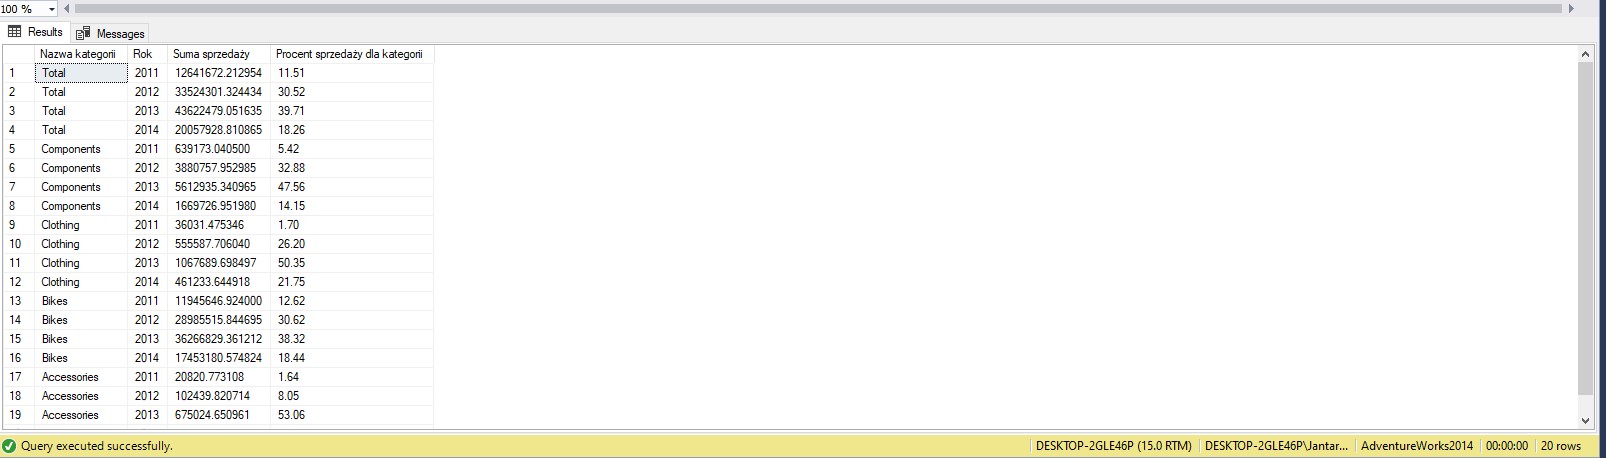 100 %
Results Messages
Nazwa kategorii Rok Suma sprzedaży Procent sprzedaży dla kategorii
1 Total 2011 12641672.212954 11.51
2 Total 2012 33524301.324434 30.52
3 Total 2013 43622479.051635 39.71
4 Total 2014 20057928.810865 18.26
5 Components 2011 639173.040500 5.42
6 Components 2012 3880757.952985 32.88
7 Components 2013 5612935.340965 47.56
8 Components 2014 1669726.951980 14.15
9 Clothing 2011 36031.475346 1.70
10 Clothing 2012 555587.706040 26.20
11 Clothing 2013 1067689.698497 50.35
12 Clothing 2014 461233.644918 21.75
13 Bikes 2011 11945646.924000 12.62
14 Bikes 2012 28985515.844695 30.62
15 Bikes 2013 36266829.361212 38.32
16 Bikes 2014 17453180.574824 18.44
17 Accessories 2011 20820.773108 1.64
18 Accessories 2012 102439.820714 8.05
19 Accessories 2013 675024.650961 53.06
Query executed successfully. DESKTOP-2GLE46P (15.0 RTM) DESKTOP-2GLE46P\Jantar... AdventureWorks2014 00:00:00 20 rows